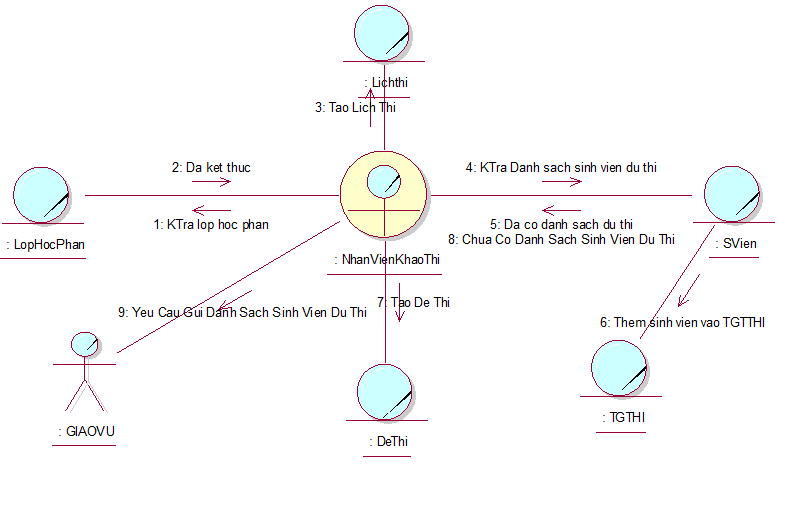 : Lichthi
3: Tao Lich Thi
2: Da ket thuc
4: KTra Danh sach sinh vien du thi
1: KTra lop hoc phan
5: Da co danh sach du thi
8: Chua Co Danh Sach Sinh Vien Du Thi
: LopHocPhan
: NhanVienKhaoThi
: SVien
9: Yeu Cau Gui Danh Sach Sinh Vien Du Thi
7: Tao De Thi
6: Them sinh vien vao TGTTHI
: GIAOVU
: DeThi
: TGTHI